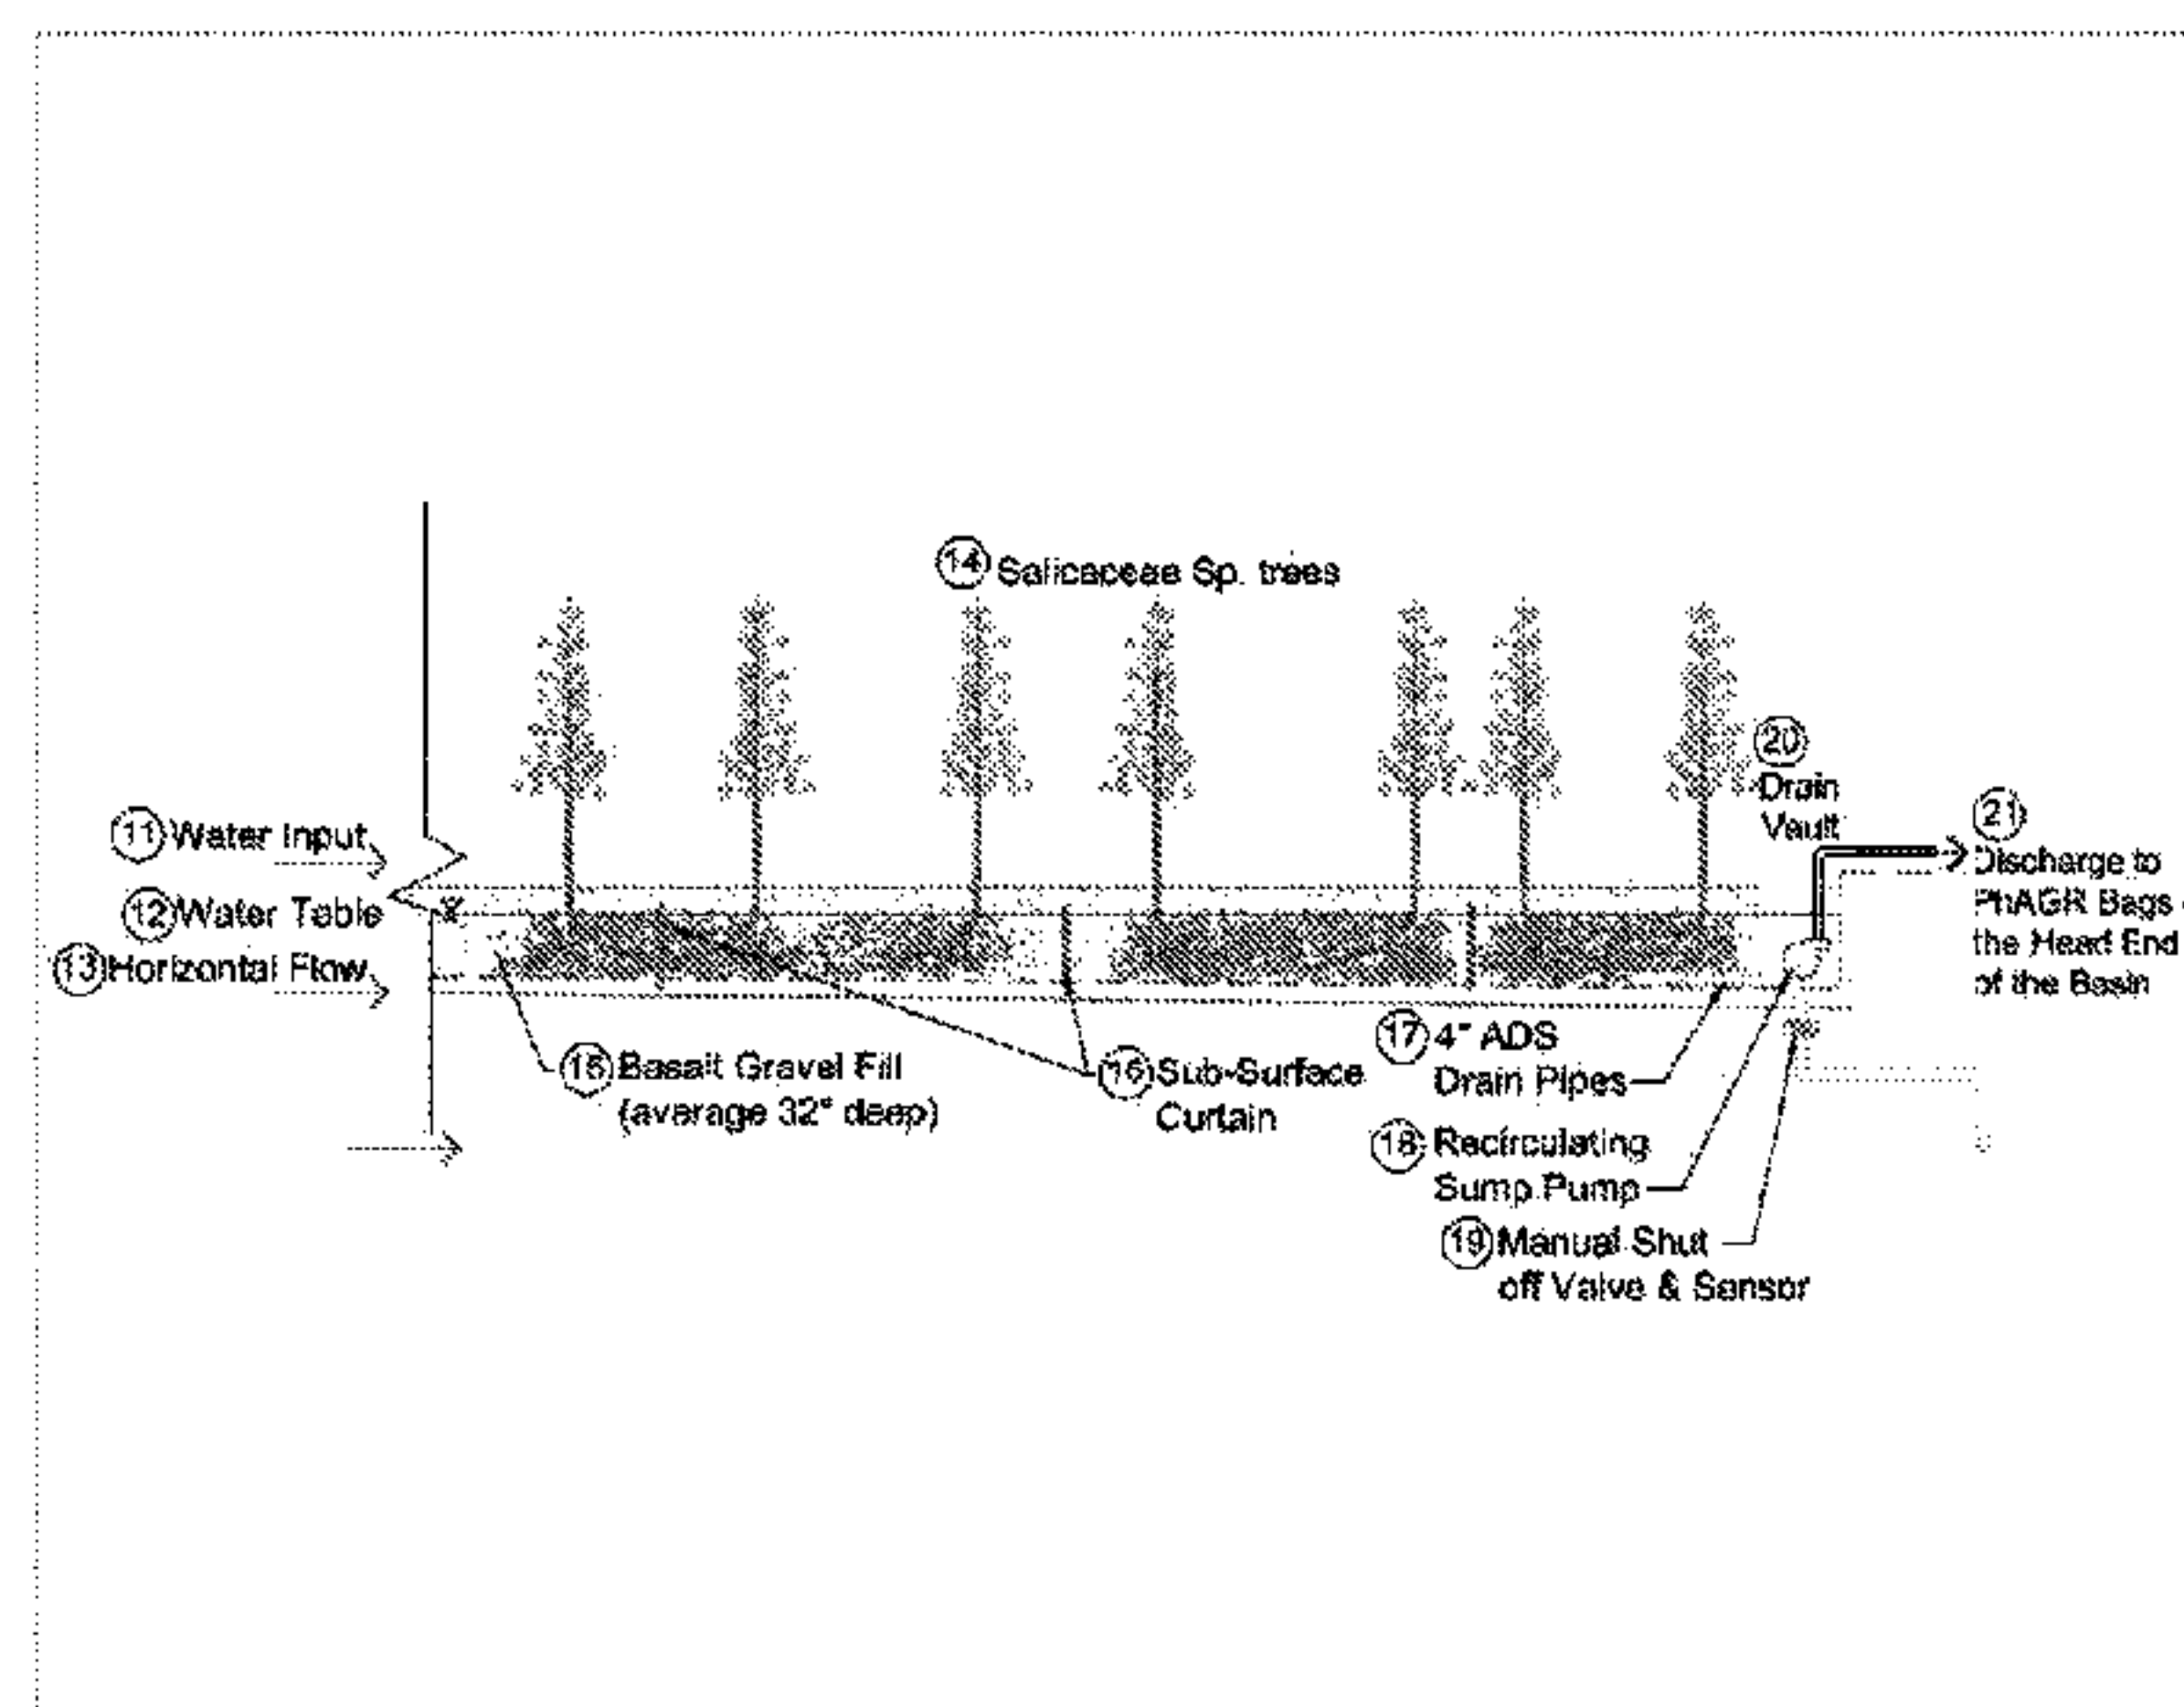 14 Salicaceae Sp. trees
20
Drain
Vault
11 Water Input
12 Water Table
13 Horizontal Flow
21
Discharge to
PhAGR Bags
the Head End
of the Basin
15 Basalt Gravel Fill
(average 32" deep)
16 Sub-Surface
Curtain
17 4" ADS
Drain Pipes
18 Recirculating
Sump Pump
19 Manual Shut
off Valve & Sensor